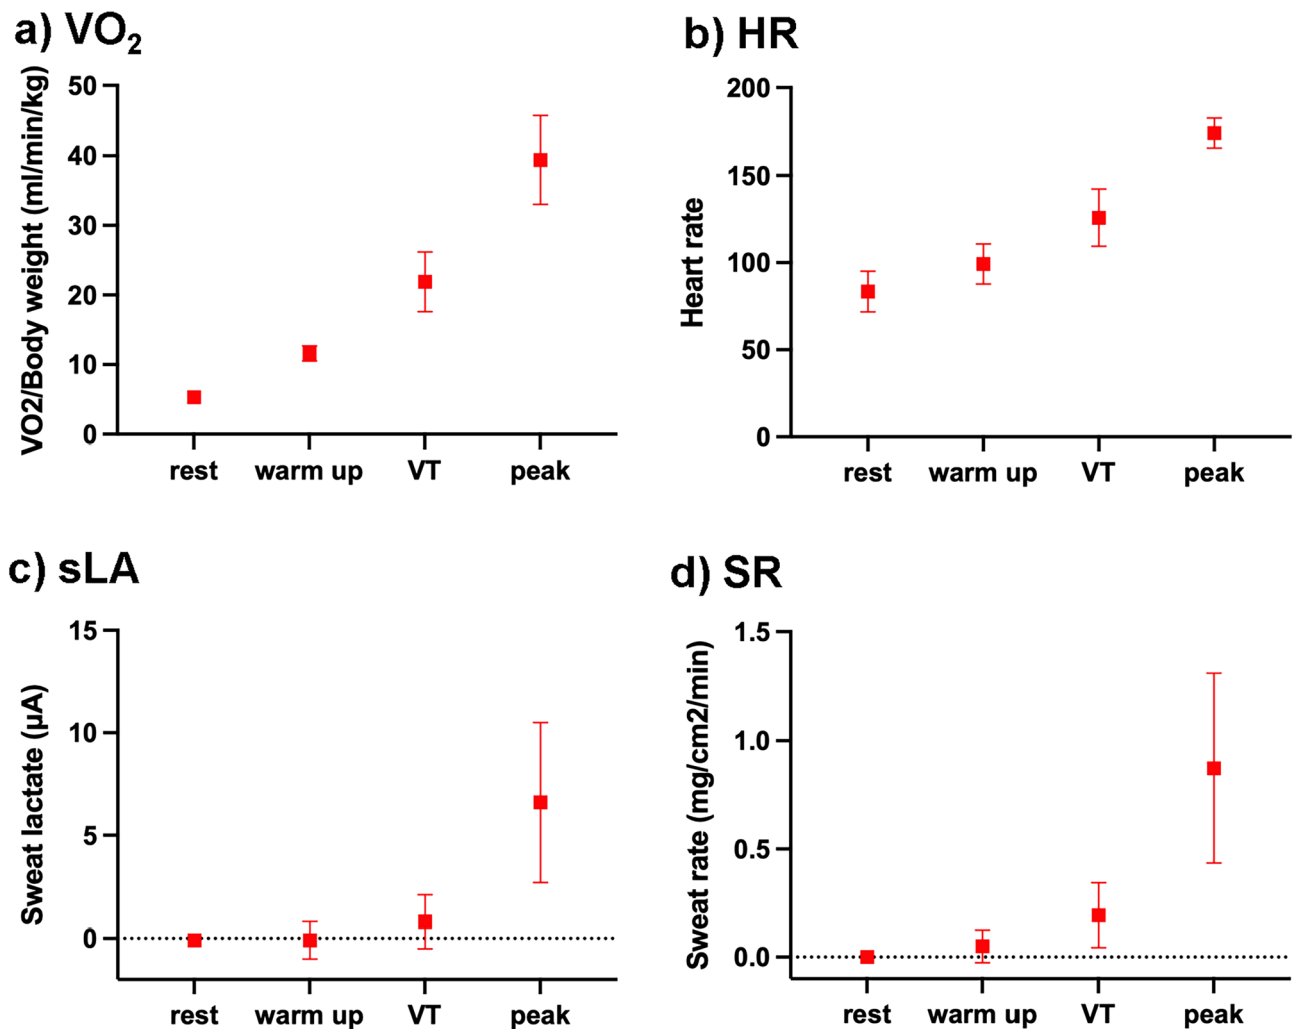 a) VO₂
VO2/Body weight (ml/min/kg)
50
40
30
20
10
0
rest warm up VT peak
b) HR
Heart rate
200
150
100
50
0
rest warm up VT peak
c) sLA
Sweat lactate (µA)
15
10
5
0
rest warm up VT peak
d) SR
Sweat rate (mg/cm2/min)
1.5
1.0
0.5
0.0
rest warm up VT peak